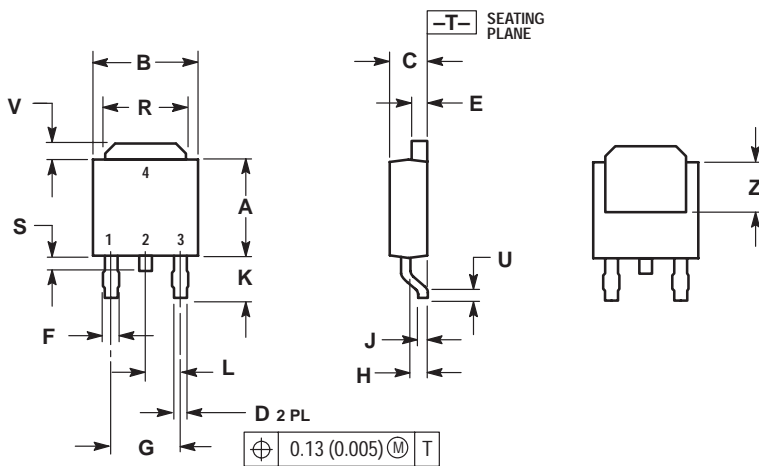 –T– SEATING PLANE
B
C
V
R
E
4
A
Z
S
1 2 3
K
U
F
J
L
H
D 2 PL
G
⌖ 0.13 (0.005) Ⓜ T